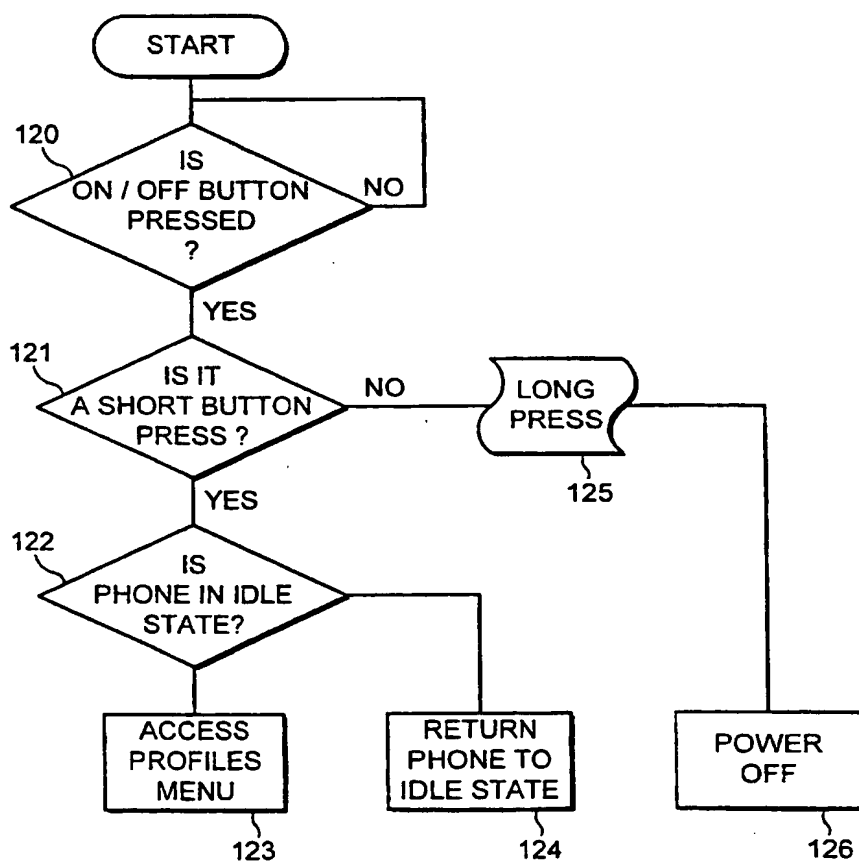 START
120
IS
ON / OFF BUTTON
PRESSED
?
NO
YES
121
IS IT
A SHORT BUTTON
PRESS ?
NO
LONG
PRESS
125
YES
122
IS
PHONE IN IDLE
STATE?
ACCESS
PROFILES
MENU
123
RETURN
PHONE TO
IDLE STATE
124
POWER
OFF
126